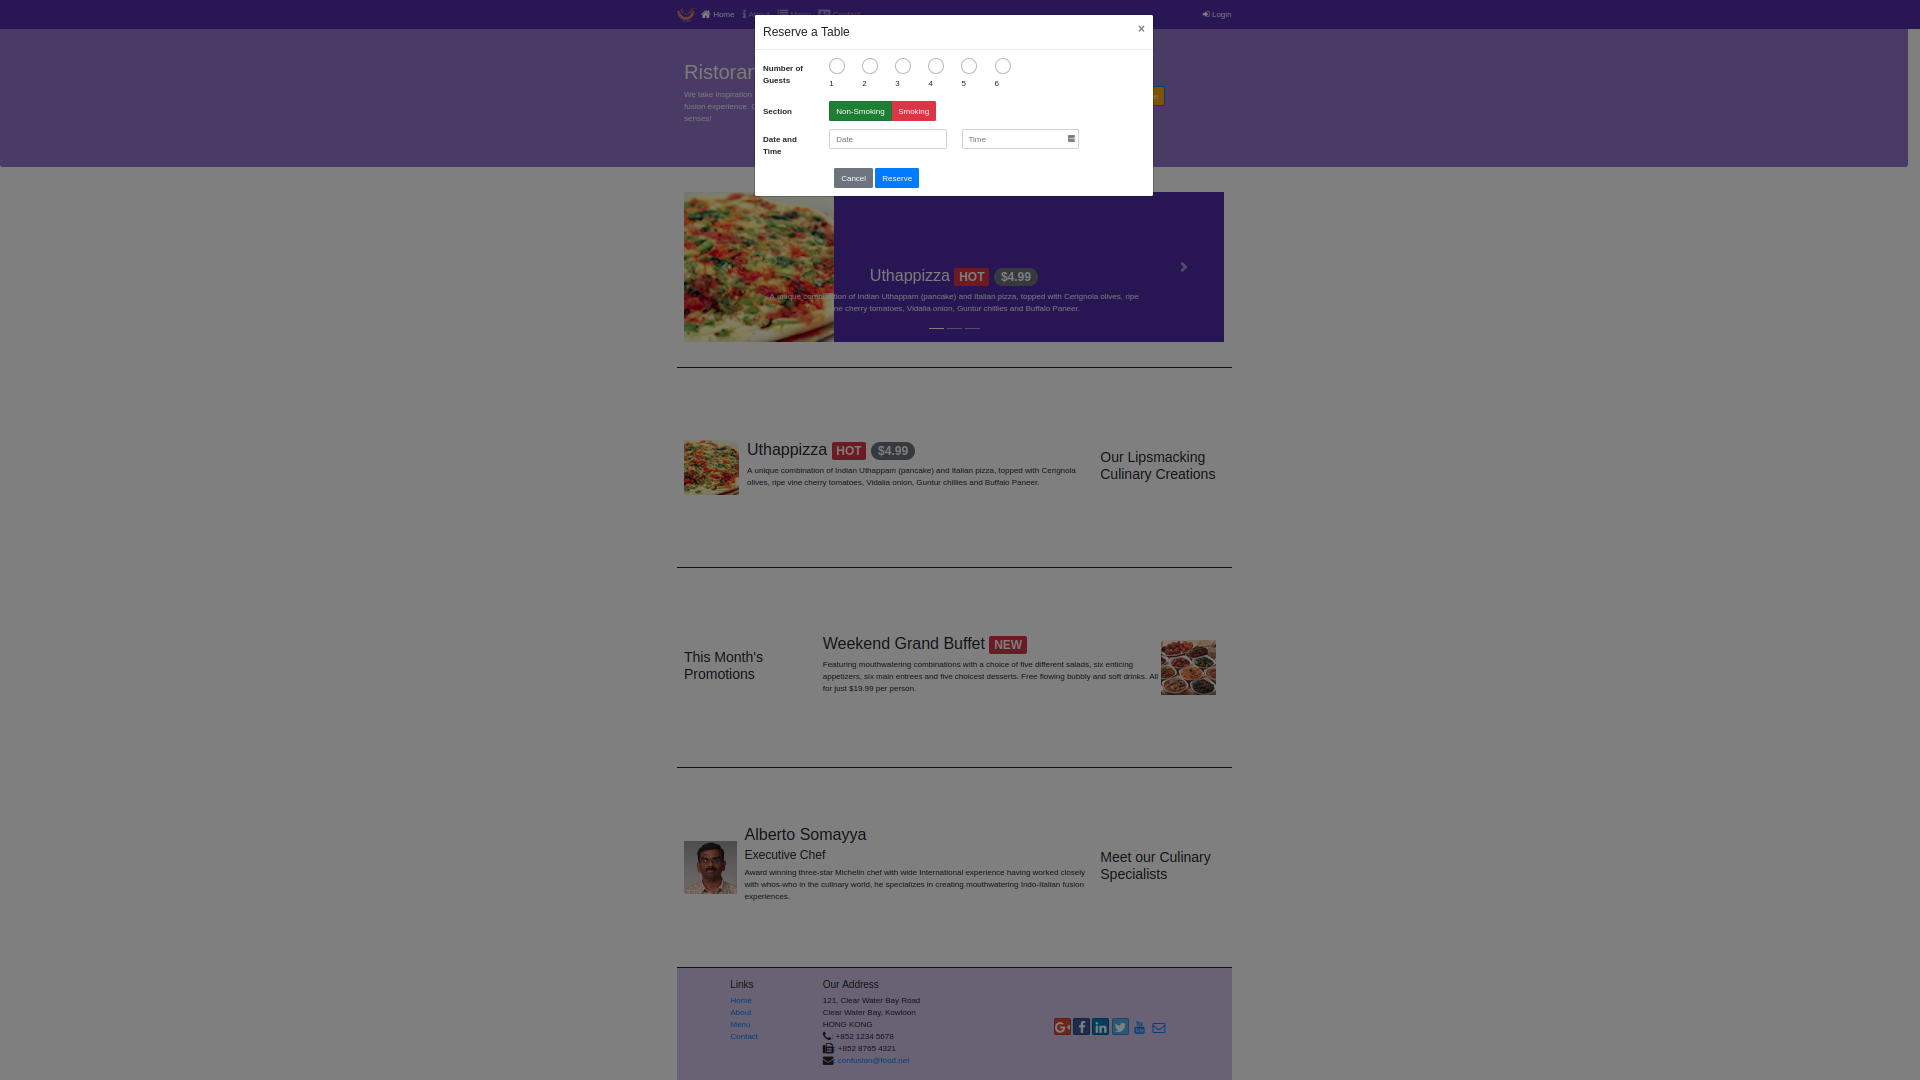 Home
Login
Reserve a Table
×
Number of
Guests
1 2 3 4 5 6
Section
Non-Smoking Smoking
Date and
Time
Date
Time
Cancel Reserve
We take inspiration
fusion experience.
senses!
Uthappizza HOT $4.99
A unique combination of Indian Uthappam (pancake) and Italian pizza, topped with Cerignola olives, ripe
vine cherry tomatoes, Vidalia onion, Guntur chillies and Buffalo Paneer.
Uthappizza HOT $4.99
A unique combination of Indian Uthappam (pancake) and Italian pizza, topped with Cerignola
olives, ripe vine cherry tomatoes, Vidalia onion, Guntur chillies and Buffalo Paneer.
Our Lipsmacking
Culinary Creations
This Month's
Promotions
Weekend Grand Buffet NEW
Featuring mouthwatering combinations with a choice of five different salads, six enticing
appetizers, six main entrees and five choicest desserts. Free flowing bubbly and soft drinks. All
for just $19.99 per person.
Alberto Somayya
Executive Chef
Award winning three-star Michelin chef with wide International experience having worked closely
with whos-who in the culinary world, he specializes in creating mouthwatering Indo-Italian fusion
experiences.
Meet our Culinary
Specialists
Links
Home
About
Menu
Contact
Our Address
121, Clear Water Bay Road
Clear Water Bay, Kowloon
HONG KONG
: +852 1234 5678
: +852 8765 4321
: confusion@food.net